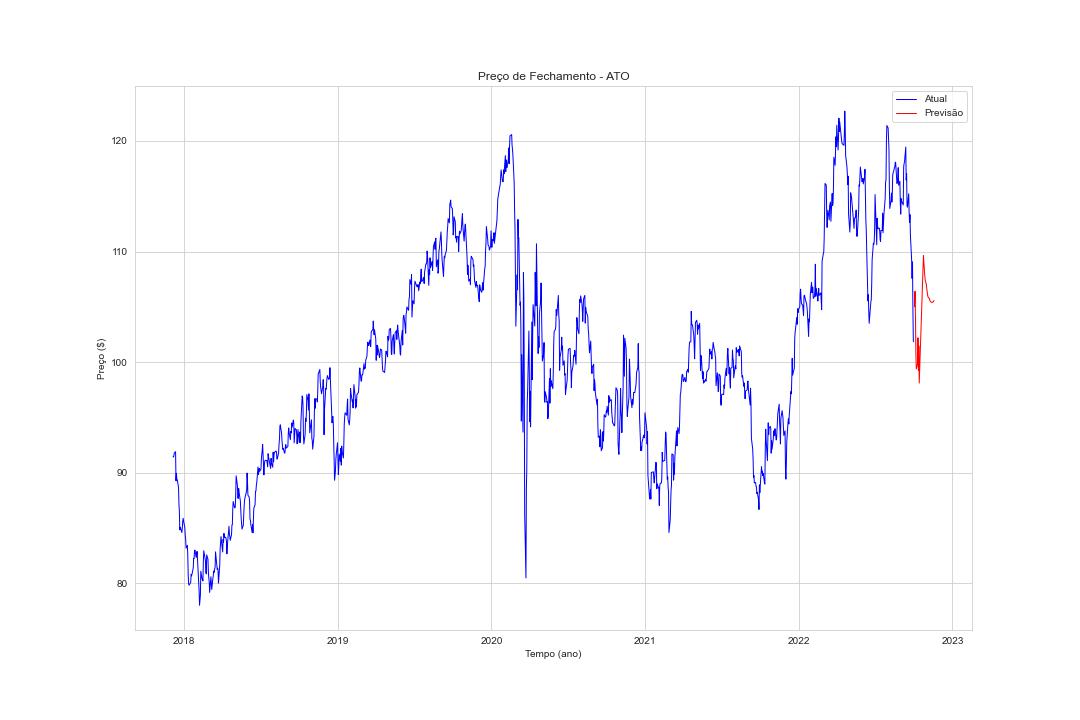 Preço de Fechamento - ATO
Atual
Previsão
Preço ($)
120
110
100
90
80
2018
2019
2020
2021
2022
2023
Tempo (ano)